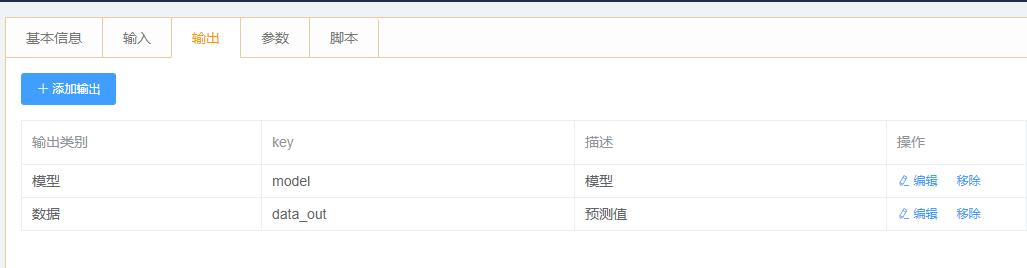 基本信息 输入 输出 参数 脚本
添加输出
输出类别 key 描述 操作
模型 model 模型 编辑 移除
数据 data_out 预测值 编辑 移除